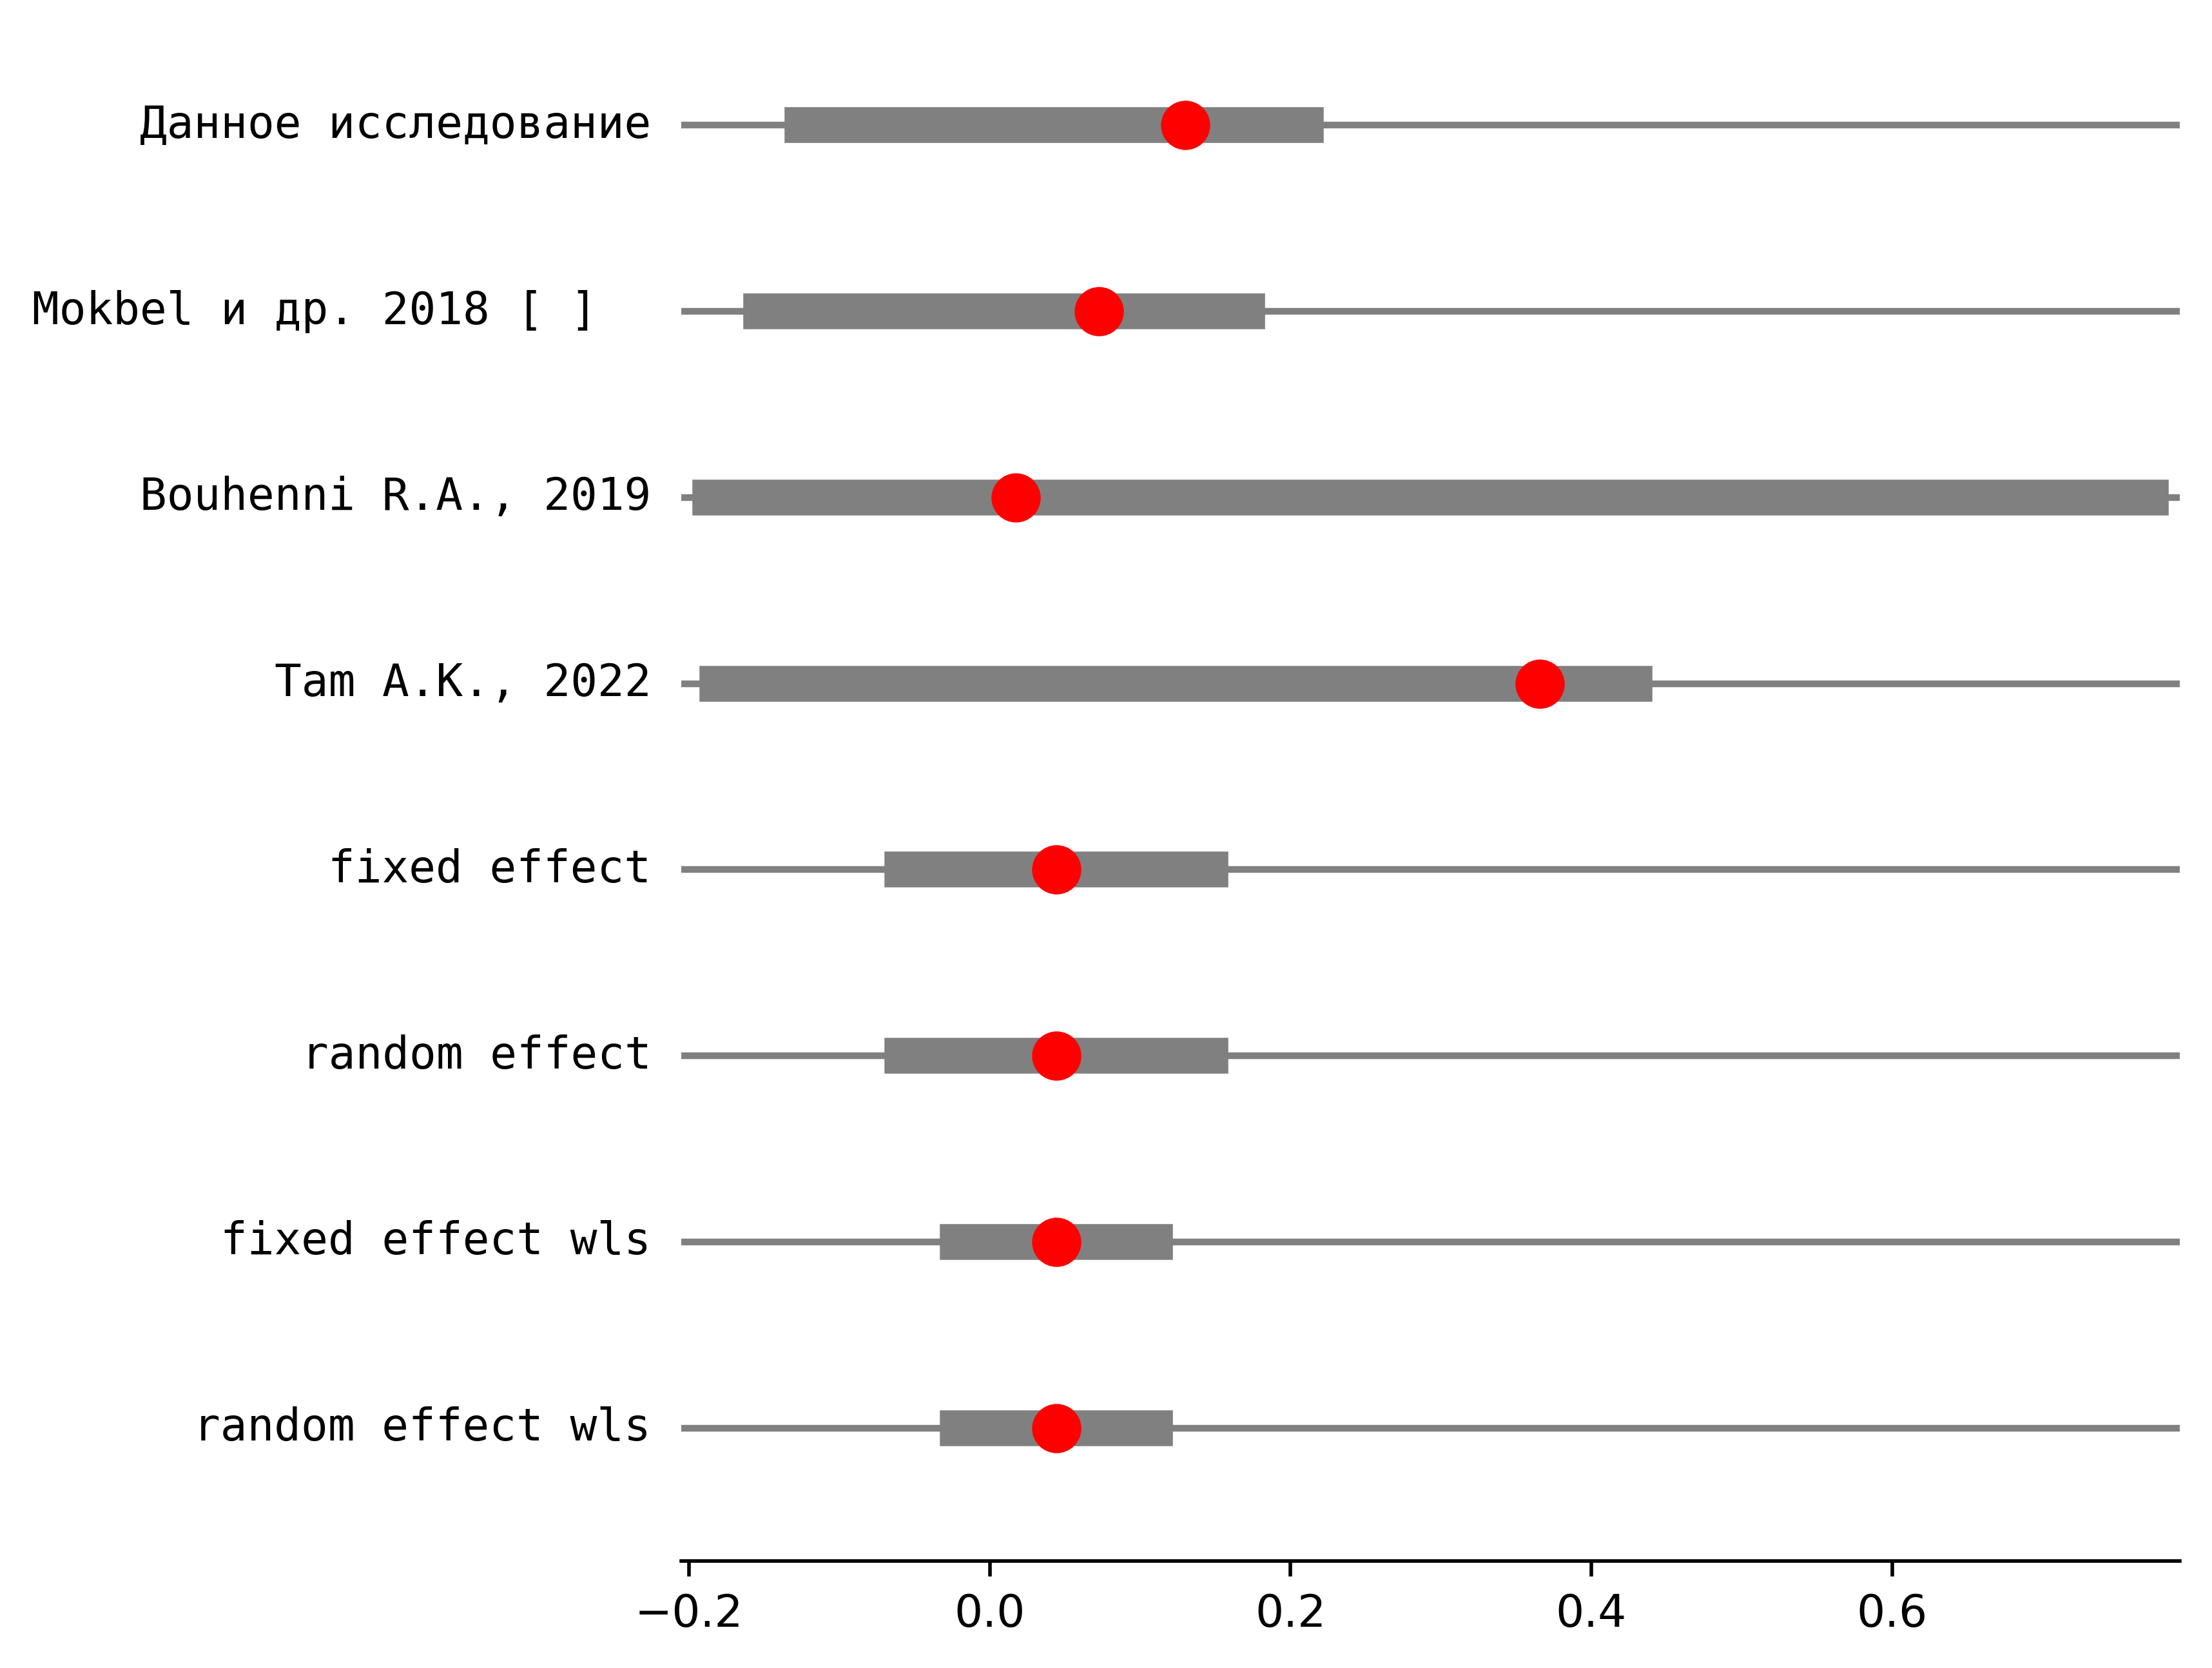 Данное исследование
Mokbel и др. 2018 [ ]
Bouhenni R.A., 2019
Tam A.K., 2022
fixed effect
random effect
fixed effect wls
random effect wls
−0.2 0.0 0.2 0.4 0.6